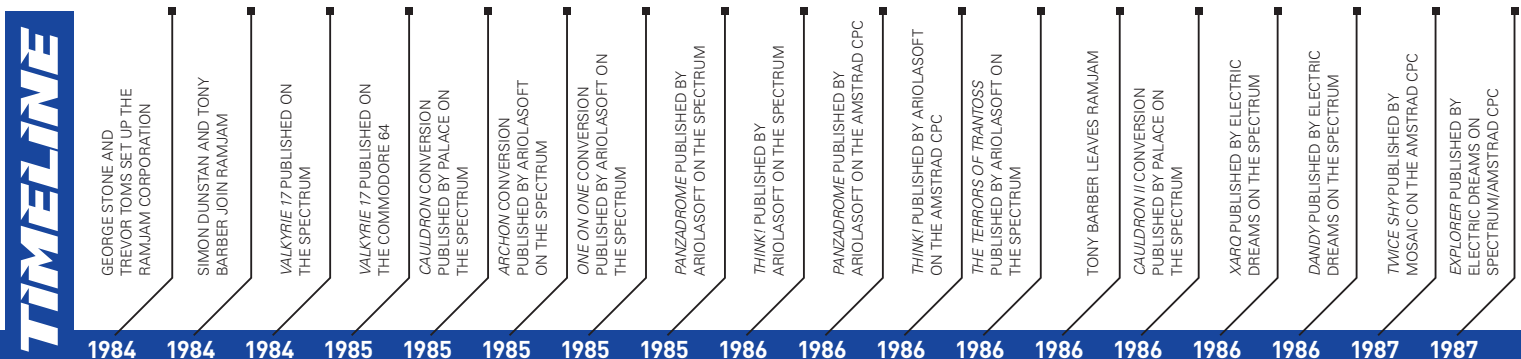 TIMELINE
GEORGE STONE AND
TREVOR TOMS SET UP THE
RAMJAM CORPORATION
1984
SIMON DUNSTAN AND TONY
BARBER JOIN RAMJAM
1984
VALKYRIE 17 PUBLISHED ON
THE SPECTRUM
1984
VALKYRIE 17 PUBLISHED ON
THE COMMODORE 64
1985
CAULDRON CONVERSION
PUBLISHED BY PALACE ON
THE SPECTRUM
1985
ARCHON CONVERSION
PUBLISHED BY ARIOLASOFT
ON THE SPECTRUM
1985
ONE ON ONE CONVERSION
PUBLISHED BY ARIOLASOFT ON
THE SPECTRUM
1985
PANZADROME PUBLISHED BY
ARIOLASOFT ON THE SPECTRUM
1985
THINK! PUBLISHED BY
ARIOLASOFT ON THE SPECTRUM
1986
PANZADROME PUBLISHED BY
ARIOLASOFT ON THE AMSTRAD CPC
1986
THINK! PUBLISHED BY ARIOLASOFT
ON THE AMSTRAD CPC
1986
THE TERRORS OF TRANTOSS
PUBLISHED BY ARIOLASOFT ON
THE SPECTRUM
1986
TONY BARBER LEAVES RAMJAM
1986
CAULDRON II CONVERSION
PUBLISHED BY PALACE ON
THE SPECTRUM
1986
XARQ PUBLISHED BY ELECTRIC
DREAMS ON THE SPECTRUM
1986
DANDY PUBLISHED BY ELECTRIC
DREAMS ON THE SPECTRUM
1986
TWICE SHY PUBLISHED BY
MOSAIC ON THE AMSTRAD CPC
1987
EXPLORER PUBLISHED BY
ELECTRIC DREAMS ON
SPECTRUM/AMSTRAD CPC
1987